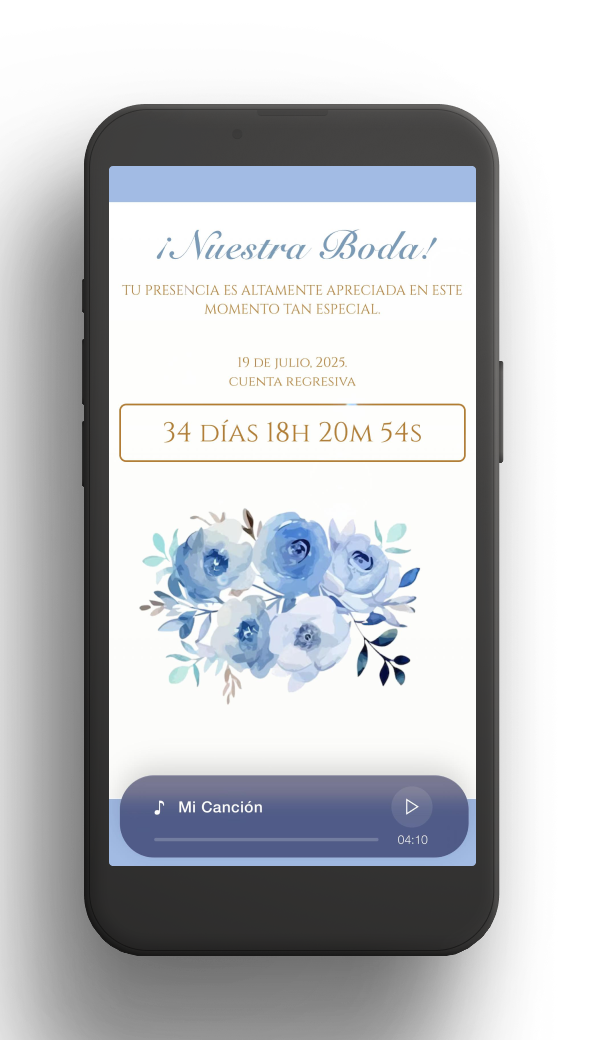 ¡Nuestra Boda!
TU PRESENCIA ES ALTAMENTE APRECIADA EN ESTE
MOMENTO TAN ESPECIAL.
19 DE JULIO, 2025.
CUENTA REGRESIVA
34 DÍAS 18H 20M 54S
Mi Canción
04:10